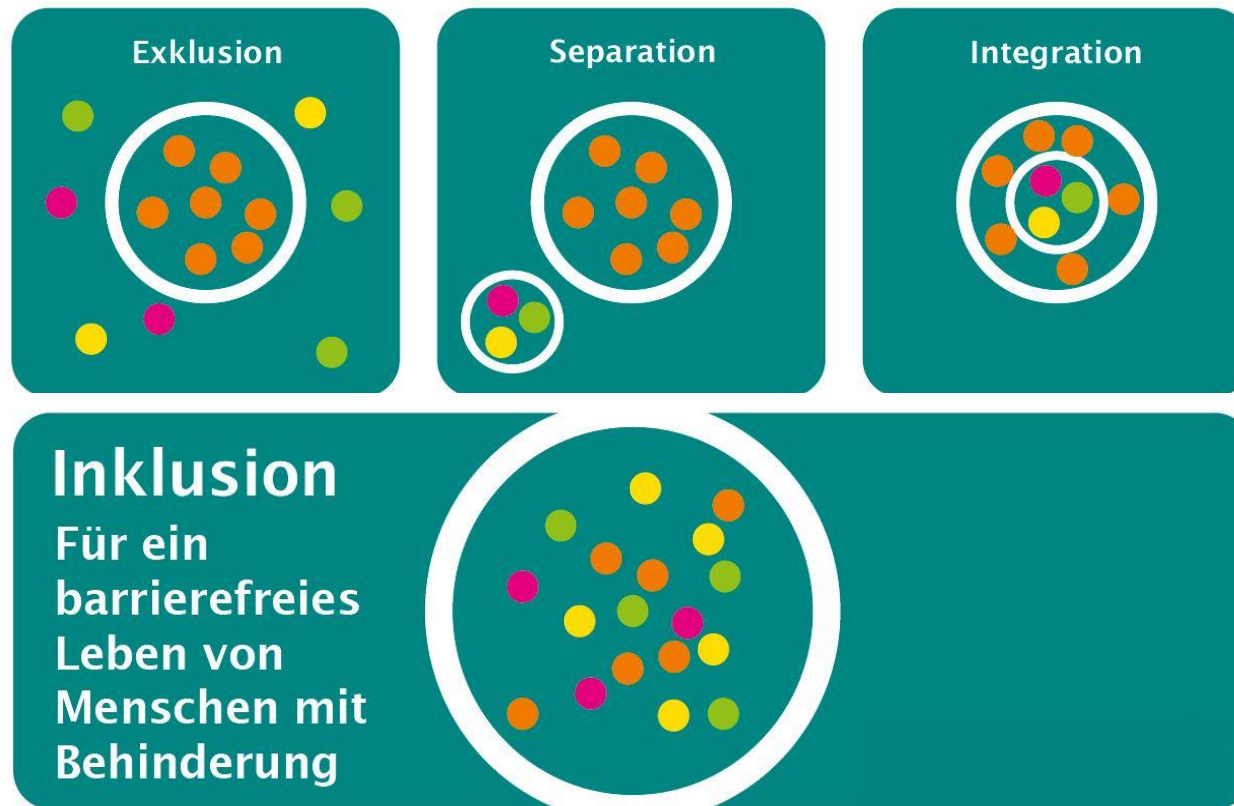 Exklusion
Separation
Integration
Inklusion
Für ein
barrierefreies
Leben von
Menschen mit
Behinderung